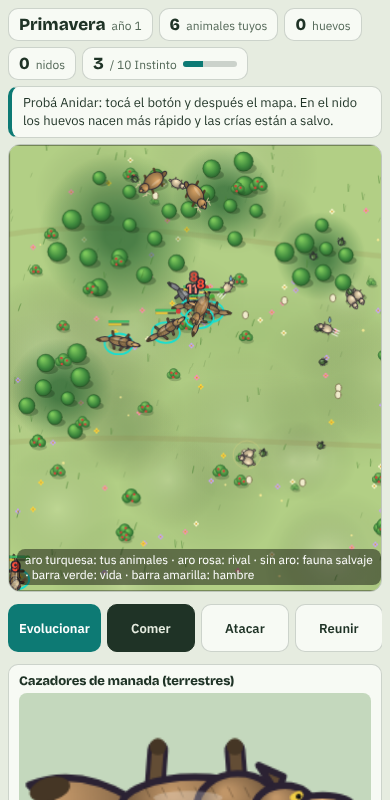 Primavera año 1 6 animales tuyos 0 huevos
0 nidos 3 / 10 Instinto
Probá Anidar: tocá el botón y después el mapa. En el nido
los huevos nacen más rápido y las crías están a salvo.
aro turquesa: tus animales · aro rosa: rival · sin aro: fauna salvaje
· barra verde: vida · barra amarilla: hambre
Evolucionar Comer Atacar Reunir
Cazadores de manada (terrestres)